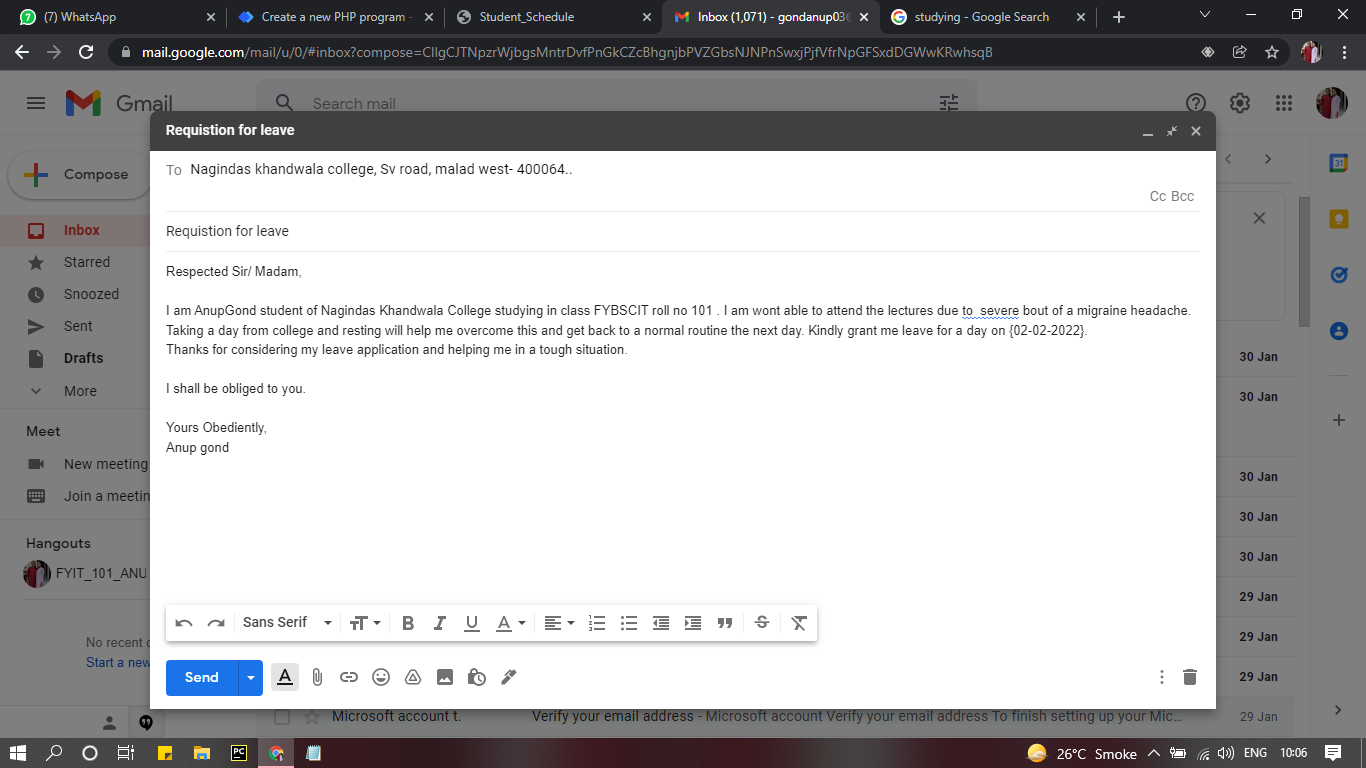 (7) WhatsApp
Create a new PHP program -
Student_Schedule
Inbox (1,071) - gondanup03
studying - Google Search
mail.google.com/mail/u/0/#inbox?compose=CllgCJTNpzrWjbgsMntrDvfPnGkCZcBhgnjbPVZGbsNJNPnSwxjPjfVfrNpGFSxdDGWwKRwhsqB
Gmail
Search mail
Compose
Inbox
Starred
Snoozed
Sent
Drafts
More
Meet
New meeting
Join a meetin
Hangouts
FYIT_101_ANU
No recent c
Start a new
Requistion for leave
To Nagindas khandwala college, Sv road, malad west- 400064..
Cc Bcc
Requistion for leave
Respected Sir/ Madam,
I am AnupGond student of Nagindas Khandwala College studying in class FYBSCIT roll no 101 . I am wont able to attend the lectures due to  severe bout of a migraine headache.
Taking a day from college and resting will help me overcome this and get back to a normal routine the next day. Kindly grant me leave for a day on {02-02-2022}.
Thanks for considering my leave application and helping me in a tough situation.
I shall be obliged to you.
Yours Obediently,
Anup gond
Sans Serif
Send
31
30 Jan
30 Jan
30 Jan
30 Jan
30 Jan
29 Jan
29 Jan
29 Jan
Microsoft account t. Verify your email address - Microsoft account Verify your email address To finish setting up your Mic... 29 Jan
PC
26°C Smoke
ENG
10:06